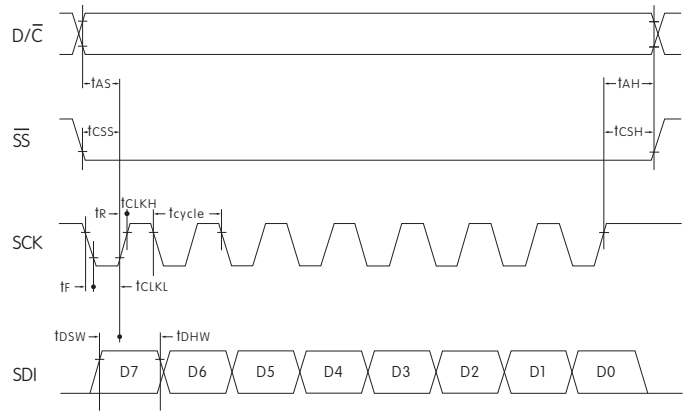 D/C̅
tAS
tAH
S̅S̅
tCSS
tCSH
tR
tCLKH
tcycle
SCK
tF
tCLKL
tDSW
tDHW
SDI
D7 D6 D5 D4 D3 D2 D1 D0